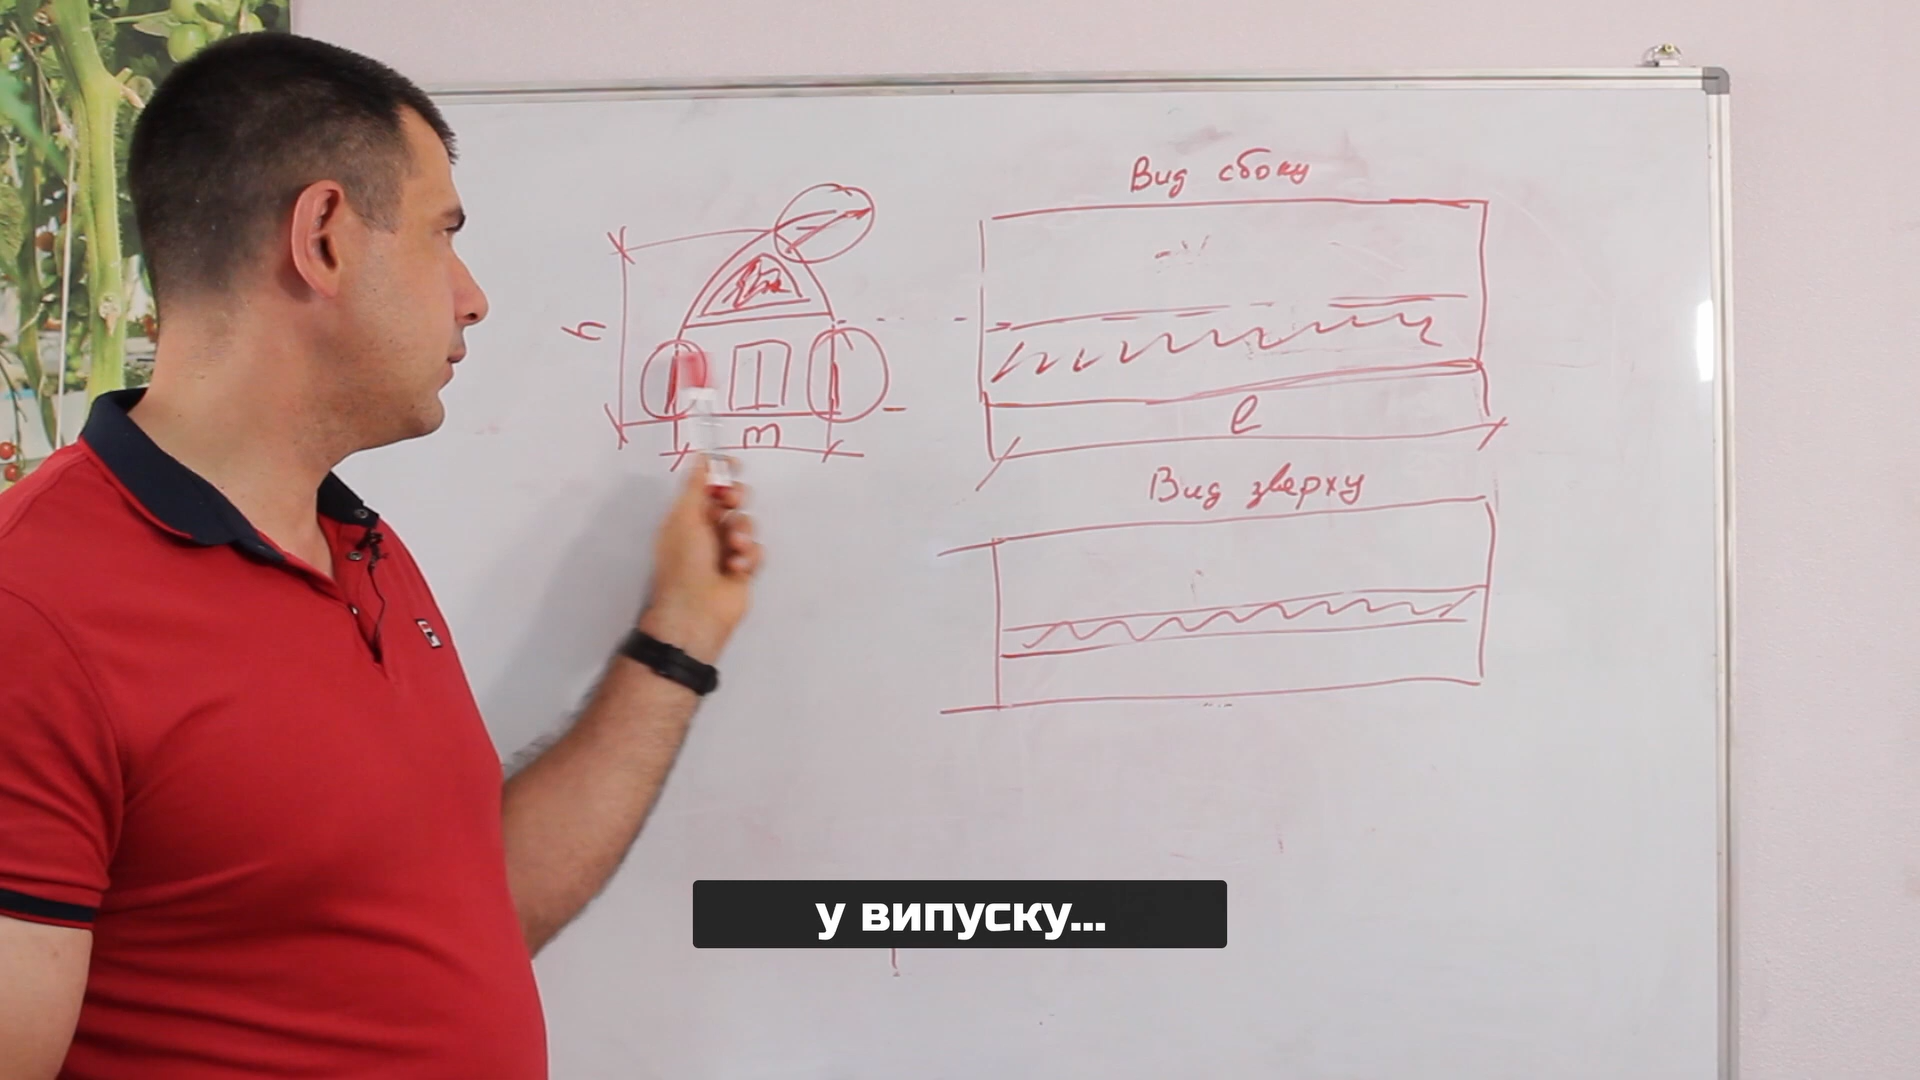 Вид сбоку
h
m
l
Вид зверху
у випуску...